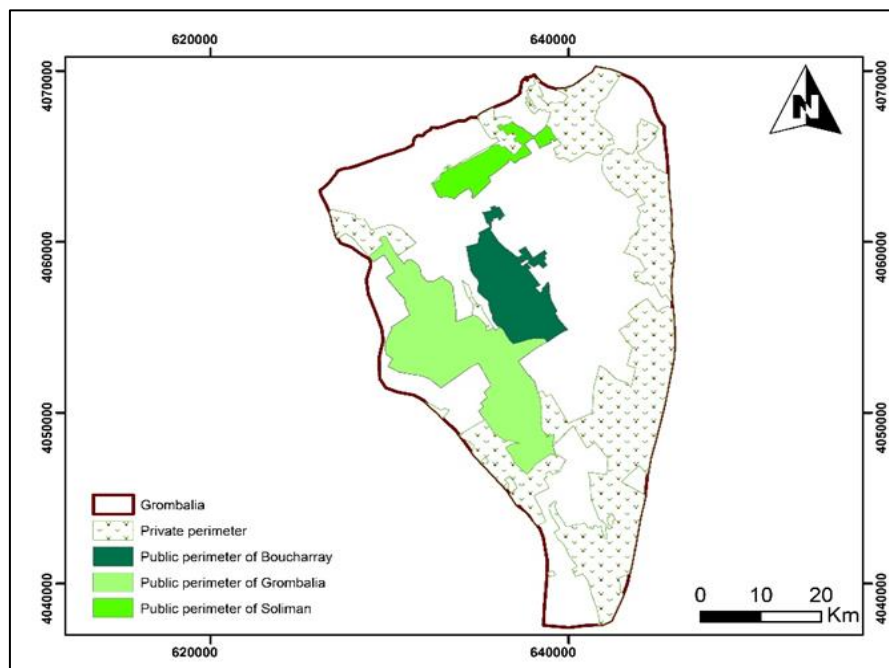 620000 640000
4070000 4070000
N
4060000 4060000
4050000 4050000
Grombalia
Private perimeter
Public perimeter of Boucharray
Public perimeter of Grombalia
Public perimeter of Soliman
4040000 4040000
0 10 20
Km
620000 640000